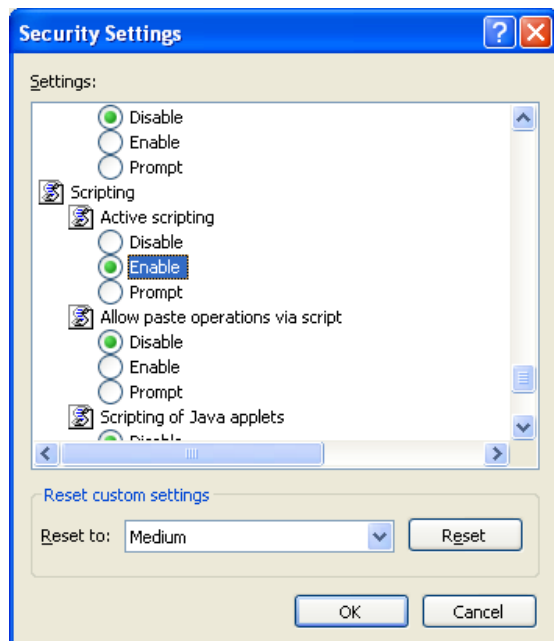 Security Settings
Settings:
Disable
Enable
Prompt
Scripting
Active scripting
Disable
Enable
Prompt
Allow paste operations via script
Disable
Enable
Prompt
Scripting of Java applets
Disable
Reset custom settings
Reset to: Medium Reset
OK Cancel